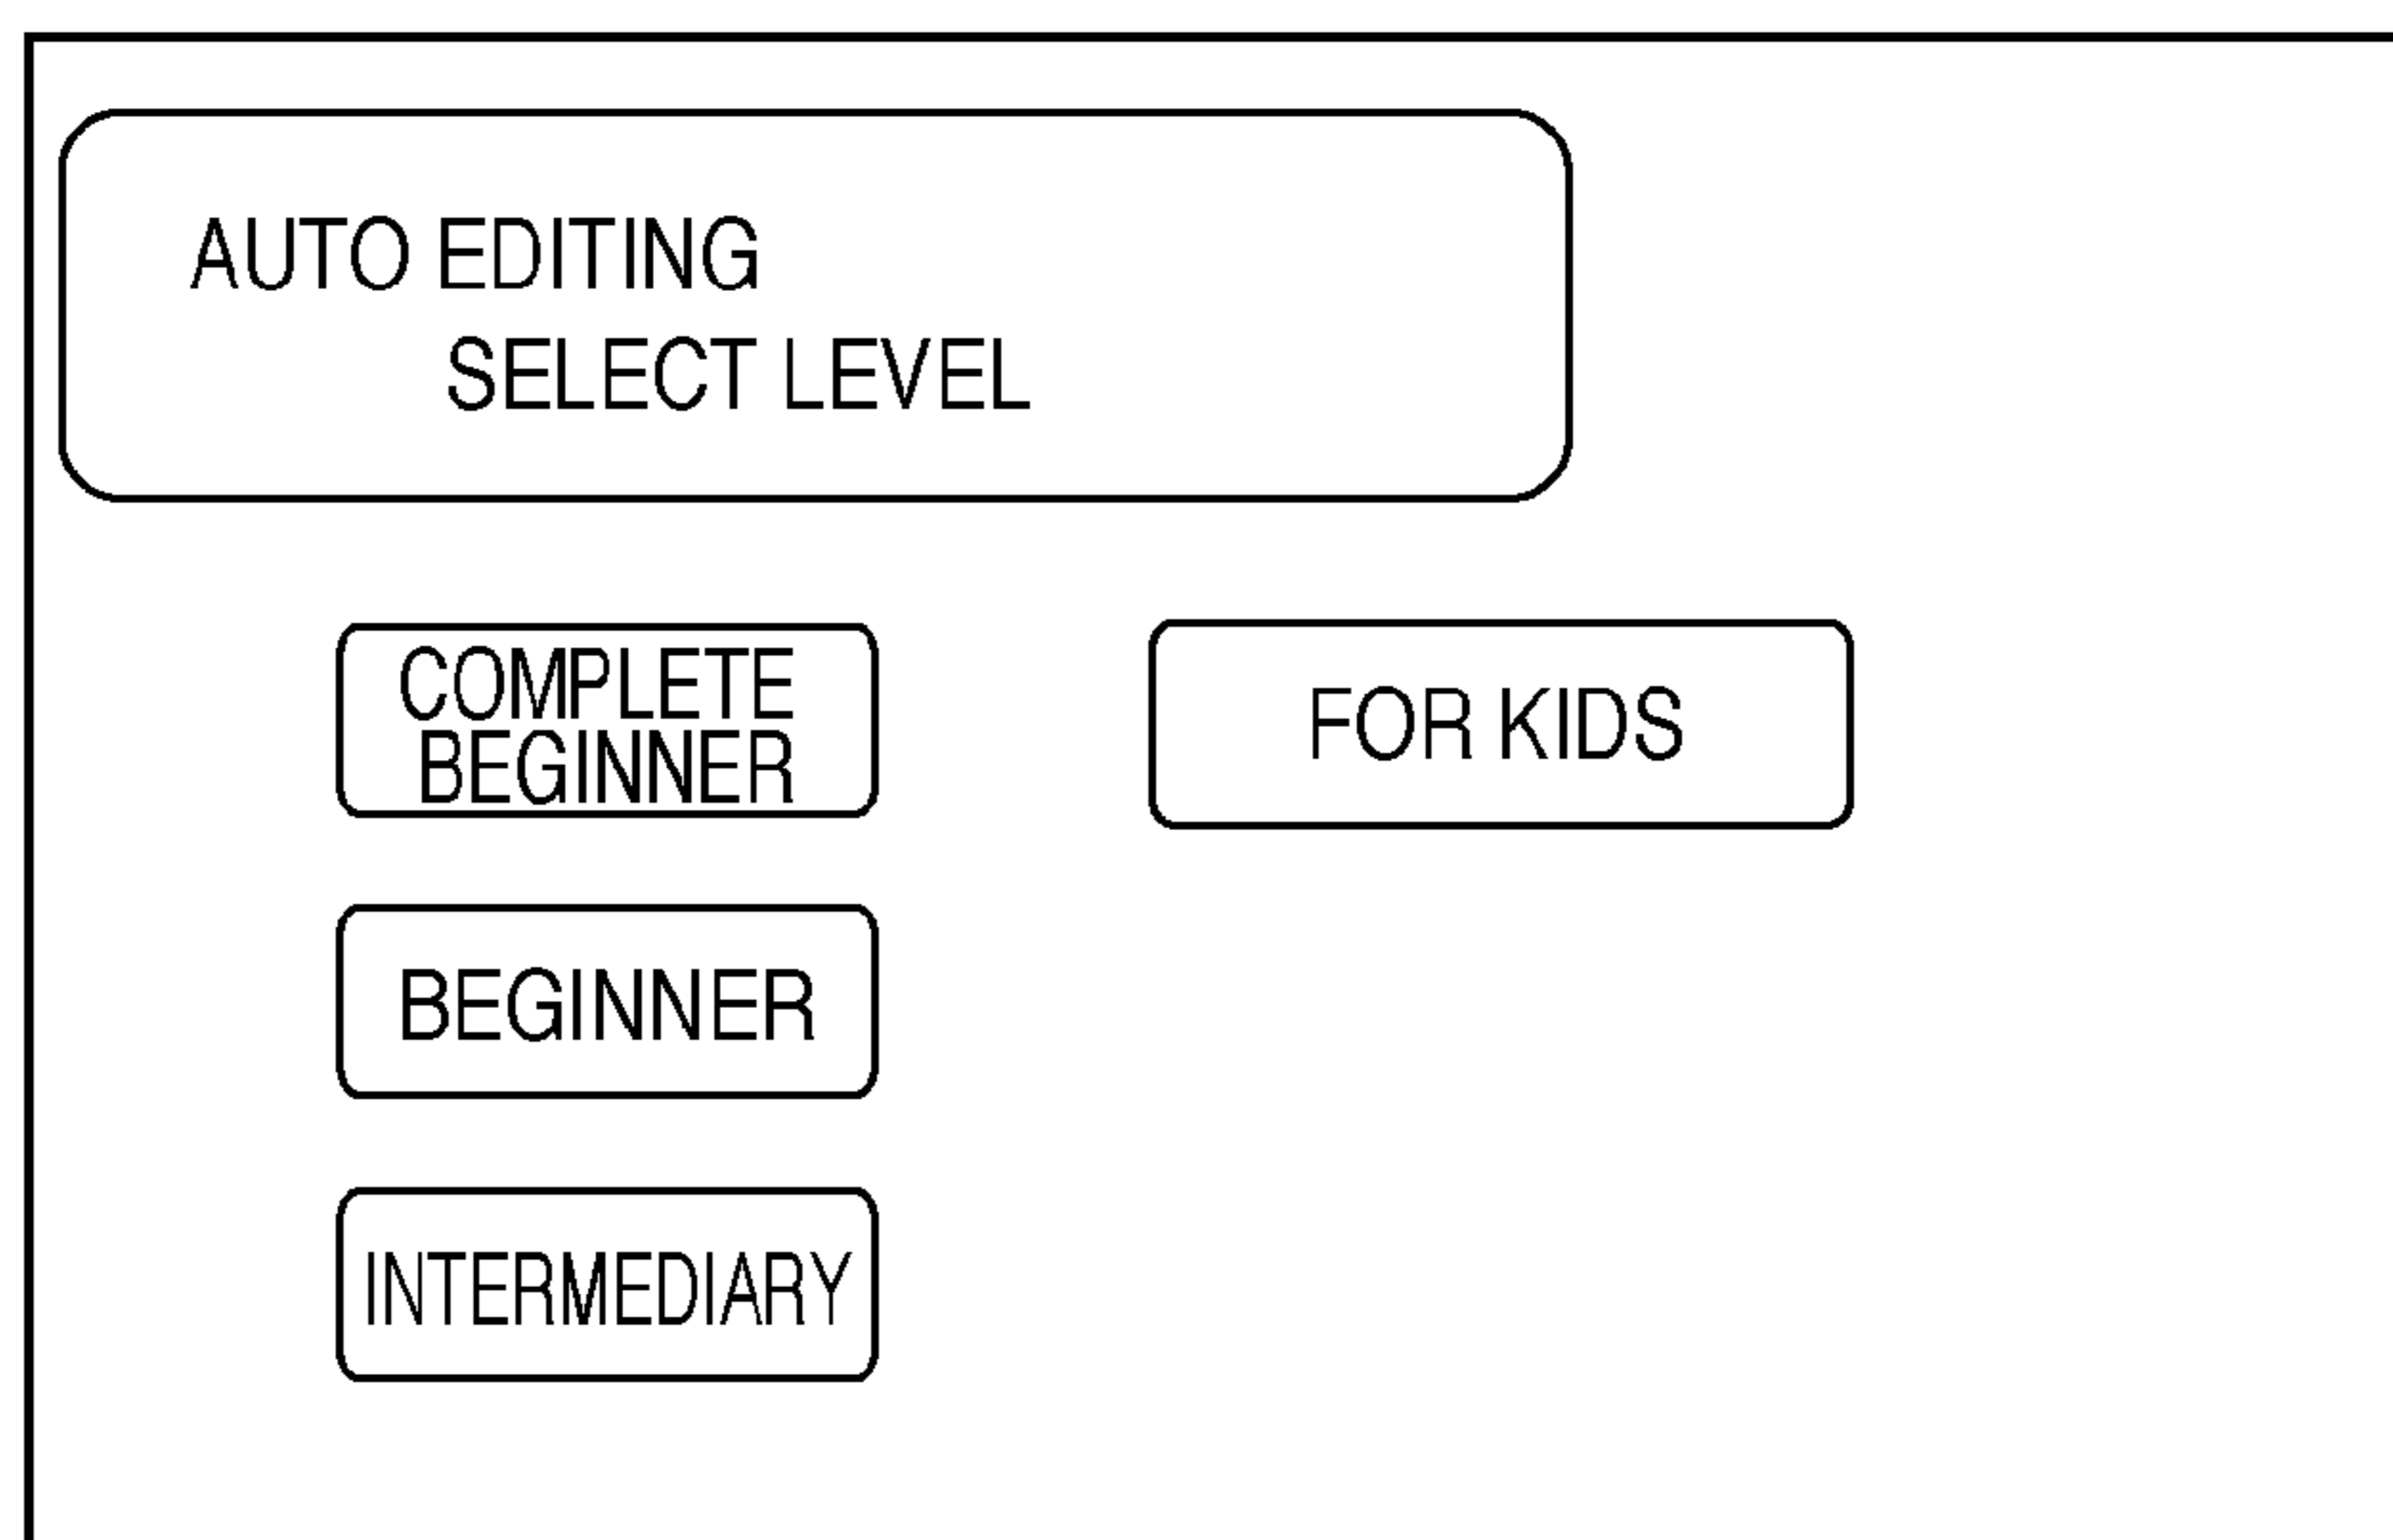 AUTO EDITING
SELECT LEVEL
COMPLETE
BEGINNER
FOR KIDS
BEGINNER
INTERMEDIARY